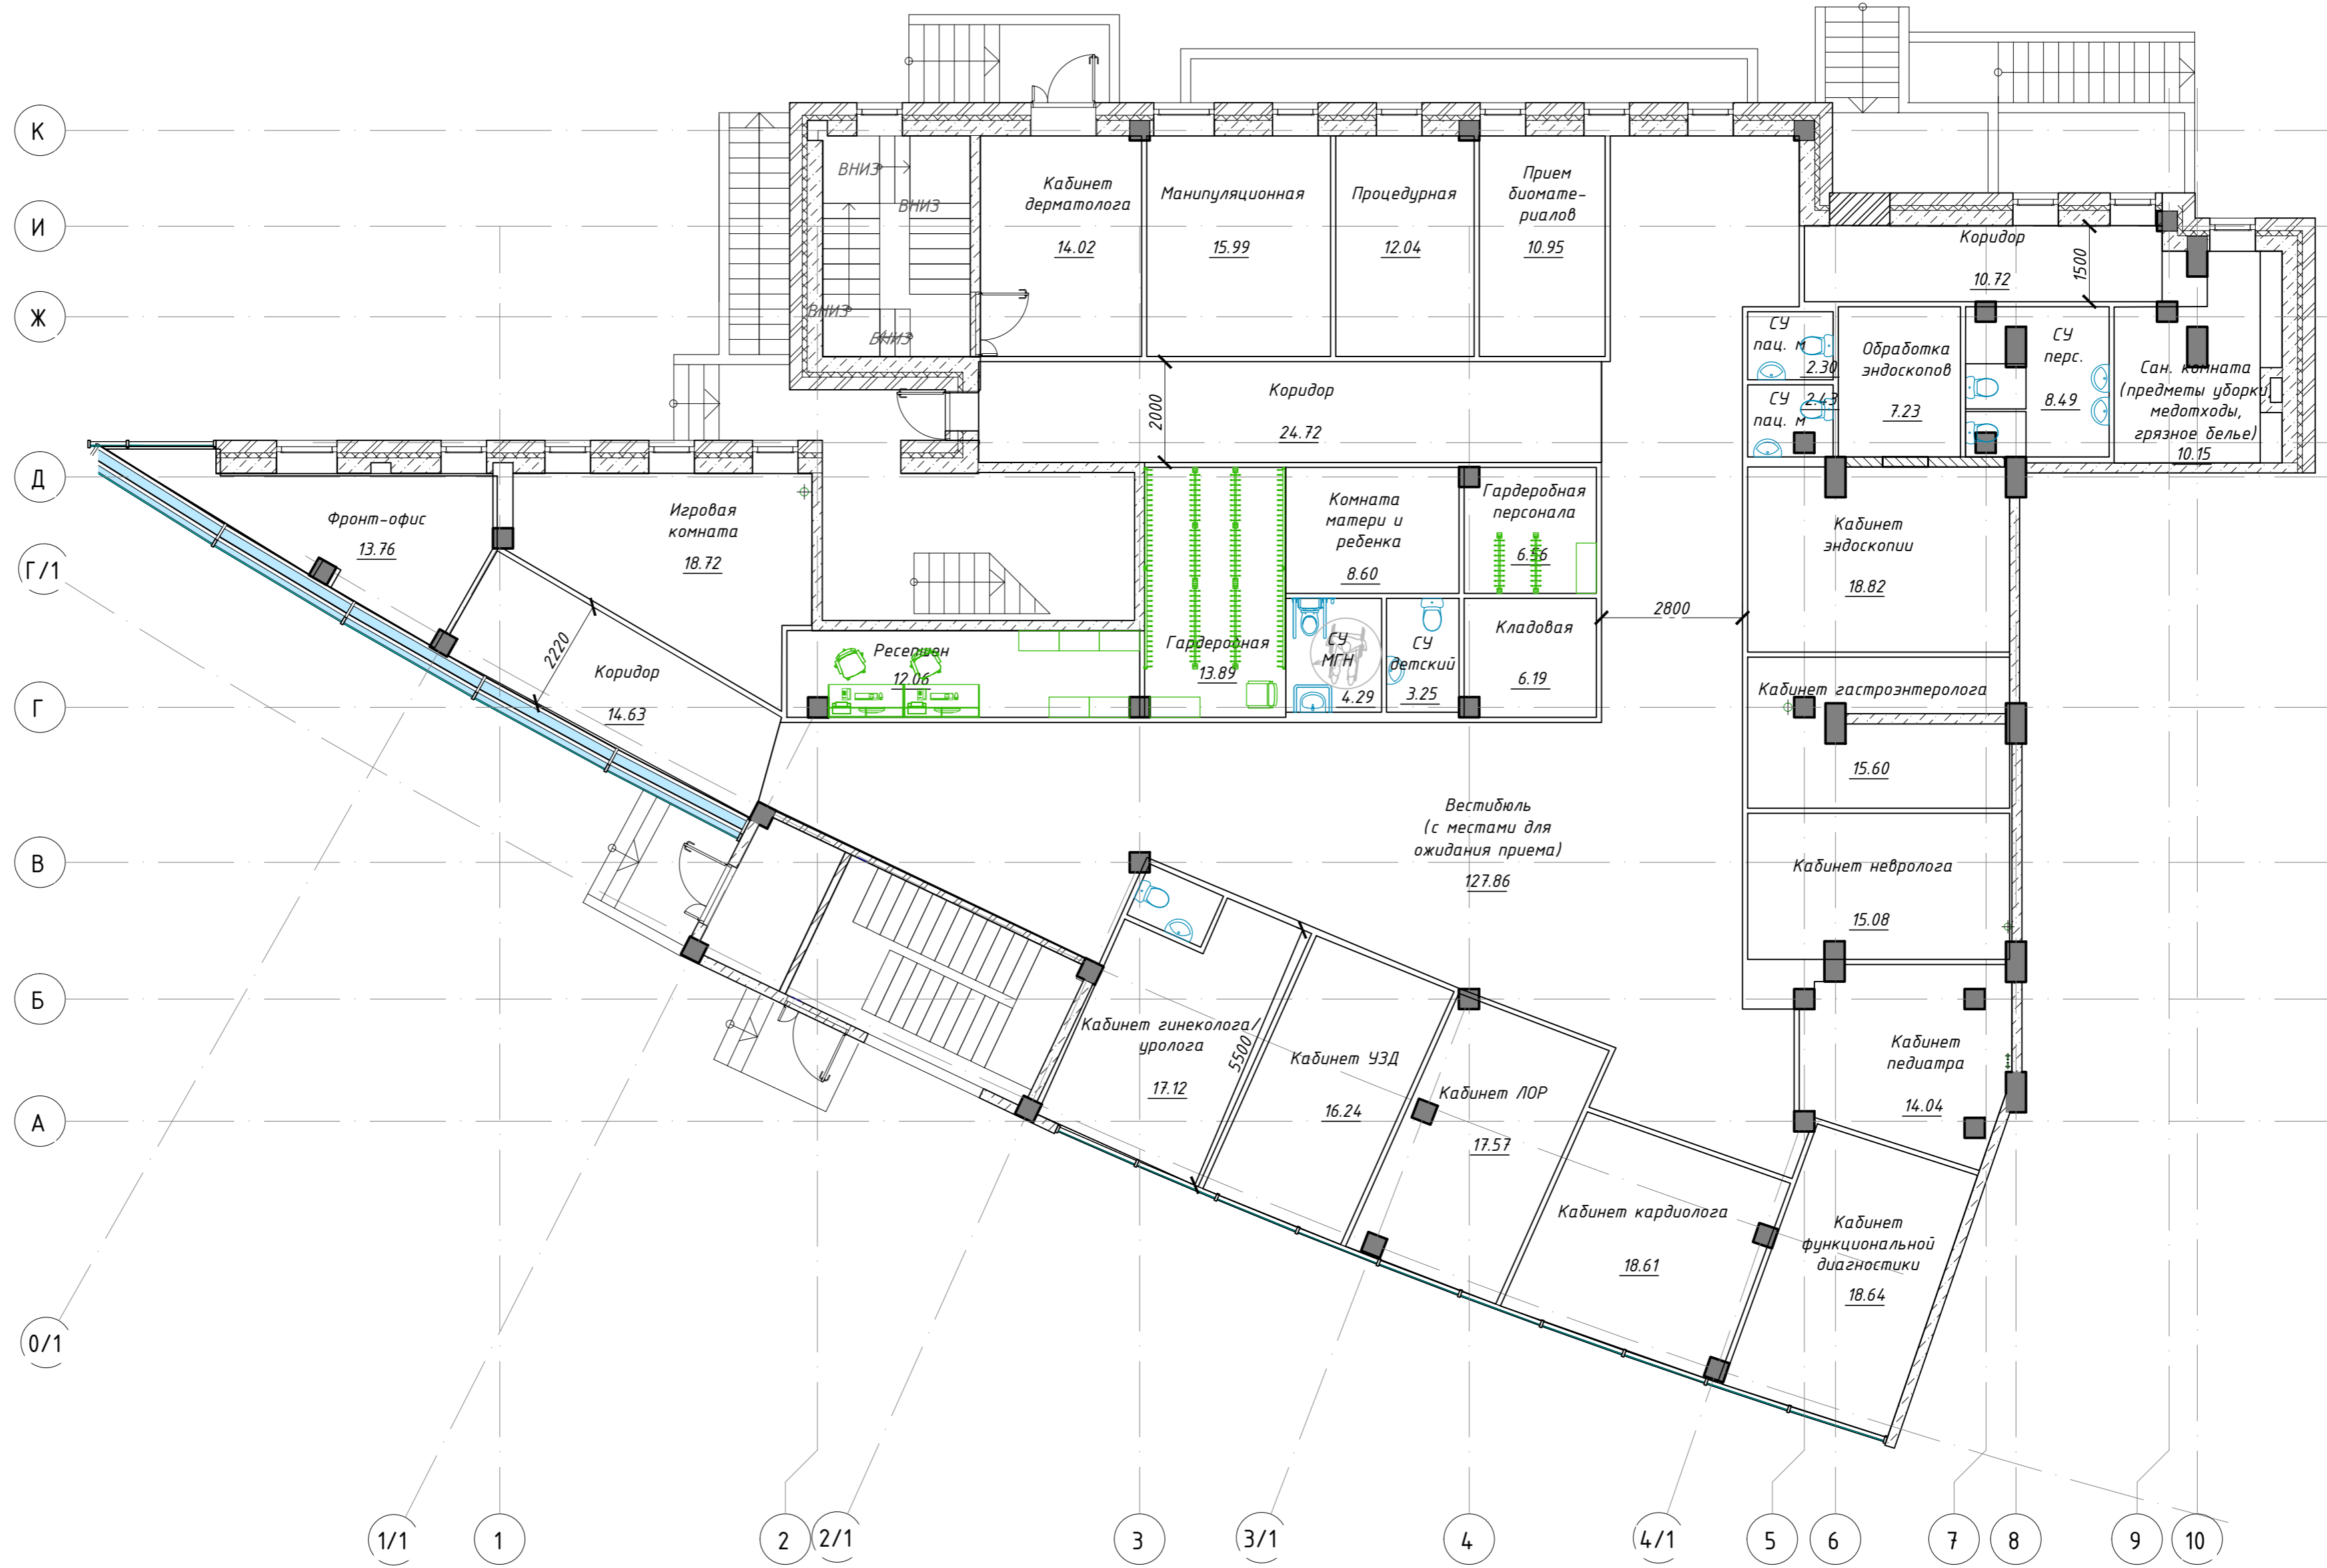 К
И
Ж
Д
Г/1
Г
В
Б
А
0/1
1/1
1
2
2/1
3
3/1
4
4/1
5
6
7
8
9
10
ВНИЗ
ВНИЗ
ВНИЗ
ВНИЗ
Кабинет
дерматолога
14.02
Манипуляционная
15.99
Процедурная
12.04
Прием
биомате-
риалов
10.95
Коридор
10.72
1500
СУ
пац. м
2.30
СУ
пац. м
2.43
Обработка
эндоскопов
7.23
СУ
перс.
8.49
Сан. комната
(предметы уборки,
медотходы,
грязное белье)
10.15
Коридор
24.72
2000
Фронт-офис
13.76
Игровая
комната
18.72
Коридор
14.63
2220
Ресепшен
12.06
Гардеробная
13.89
Комната
матери и
ребенка
8.60
Гардеробная
персонала
6.56
СУ
МГН
4.29
СУ
детский
3.25
Кладовая
6.19
2800
Кабинет
эндоскопии
18.82
Кабинет гастроэнтеролога
15.60
Кабинет невролога
15.08
Вестибюль
(с местами для
ожидания приема)
127.86
Кабинет гинеколога/
уролога
17.12
5500
Кабинет УЗД
16.24
Кабинет ЛОР
17.57
Кабинет кардиолога
18.61
Кабинет
педиатра
14.04
Кабинет
функциональной
диагностики
18.64